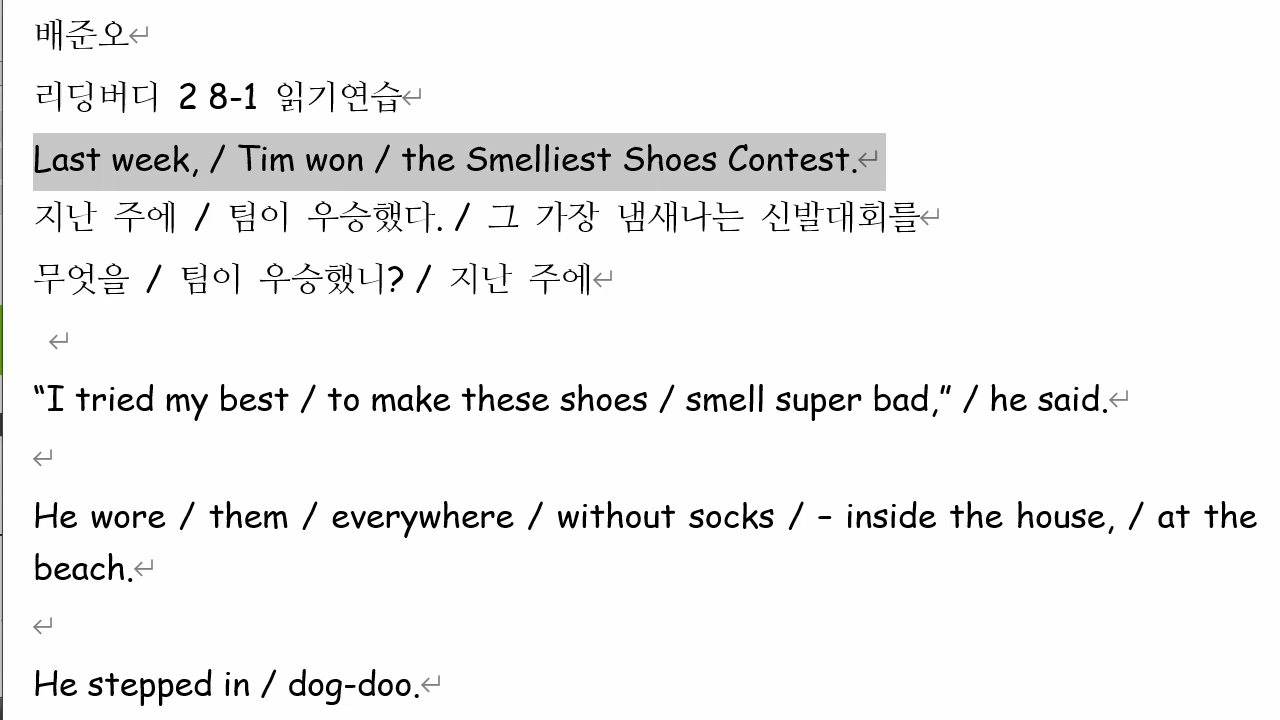 배준오
리딩버디 2 8-1 읽기연습
Last week, / Tim won / the Smelliest Shoes Contest.
지난 주에 / 팀이 우승했다. / 그 가장 냄새나는 신발대회를
무엇을 / 팀이 우승했니? / 지난 주에
“I tried my best / to make these shoes / smell super bad,” / he said.
He wore / them / everywhere / without socks / – inside the house, / at the
beach.
He stepped in / dog-doo.